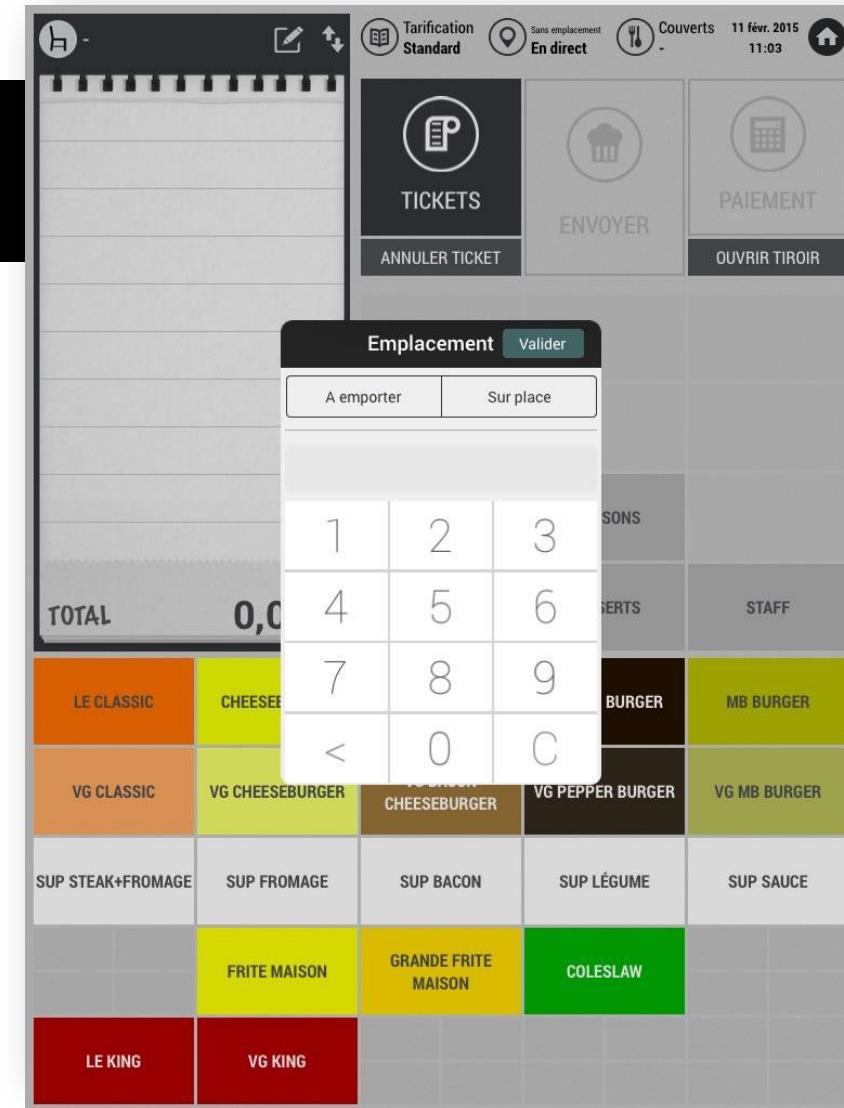 -
Tarification
Standard
Sans emplacement
En direct
Couverts
-
11 févr. 2015
11:03
TICKETS
ENVOYER
PAIEMENT
ANNULER TICKET
OUVRIR TIROIR
Emplacement
Valider
A emporter
Sur place
1 2 3
4 5 6
7 8 9
< 0 C
STAFF
TOTAL
0,0
LE CLASSIC
BURGER
MB BURGER
VG CLASSIC
VG CHEESEBURGER
CHEESEBURGER
VG PEPPER BURGER
VG MB BURGER
SUP STEAK+FROMAGE
SUP FROMAGE
SUP BACON
SUP LÉGUME
SUP SAUCE
FRITE MAISON
GRANDE FRITE
MAISON
COLESLAW
LE KING
VG KING